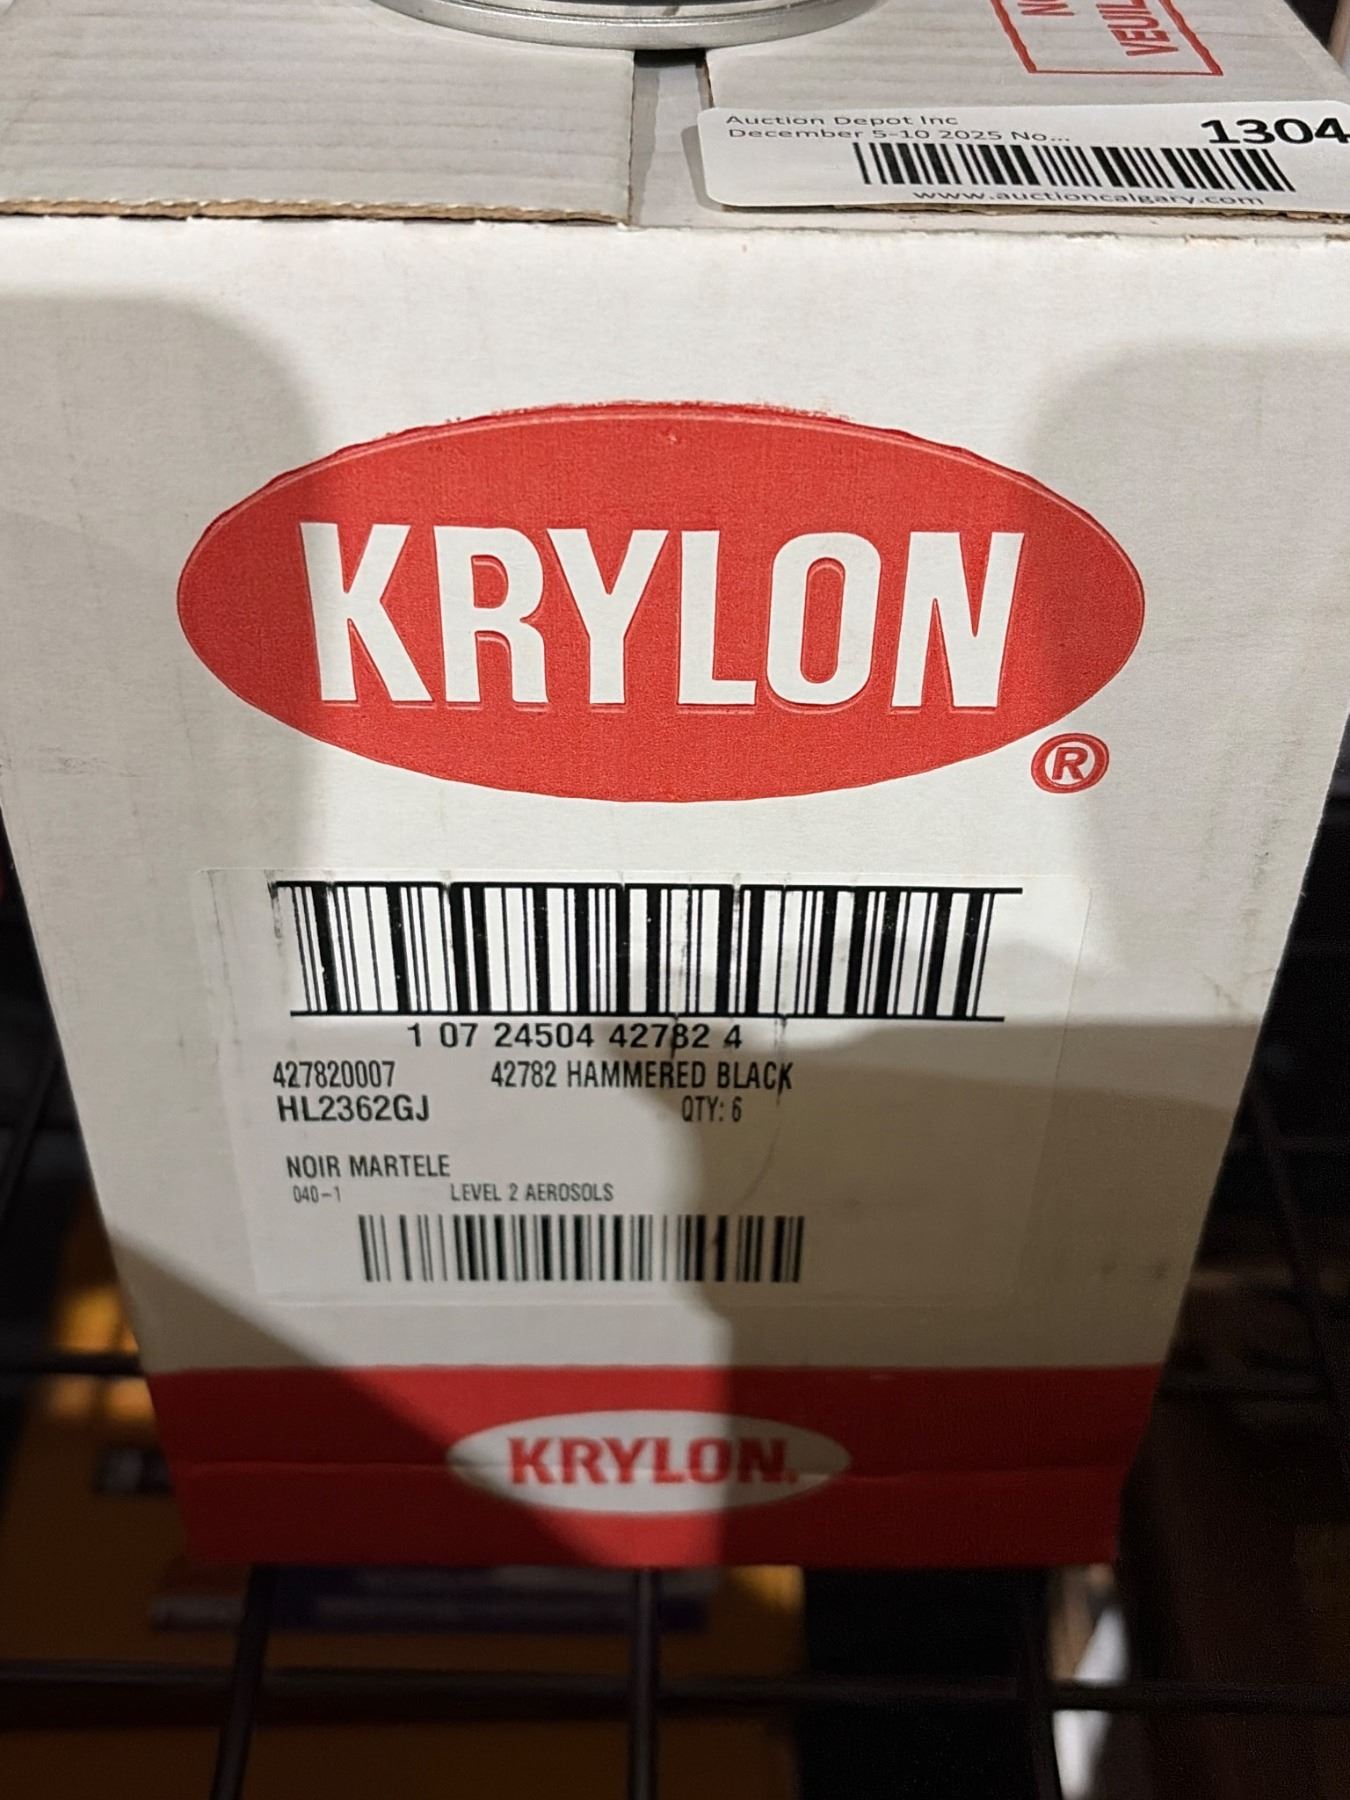 VEUIL
Auction Depot Inc
December 5-10 2025 No...
1304
www.auctioncalgary.com
KRYLON
®
1 07 24504 42782 4
427820007 42782 HAMMERED BLACK
HL2362GJ QTY: 6
NOIR MARTELE
040-1 LEVEL 2 AEROSOLS
KRYLON